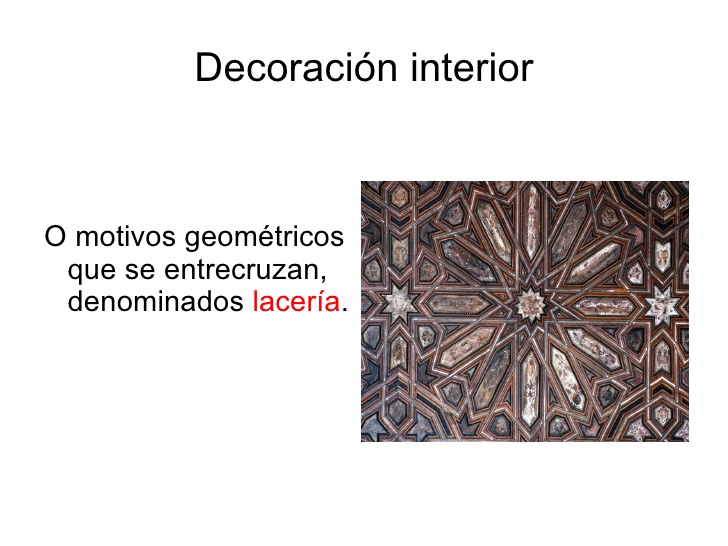 Decoración interior
O motivos geométricos
que se entrecruzan,
denominados lacería.